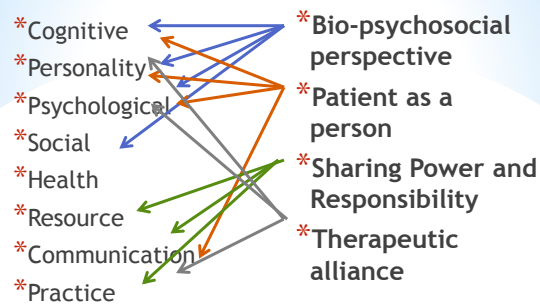 *Cognitive
*Personality
*Psychological
*Social
*Health
*Resource
*Communication
*Practice
*Bio-psychosocial
perspective
*Patient as a
person
*Sharing Power and
Responsibility
*Therapeutic
alliance